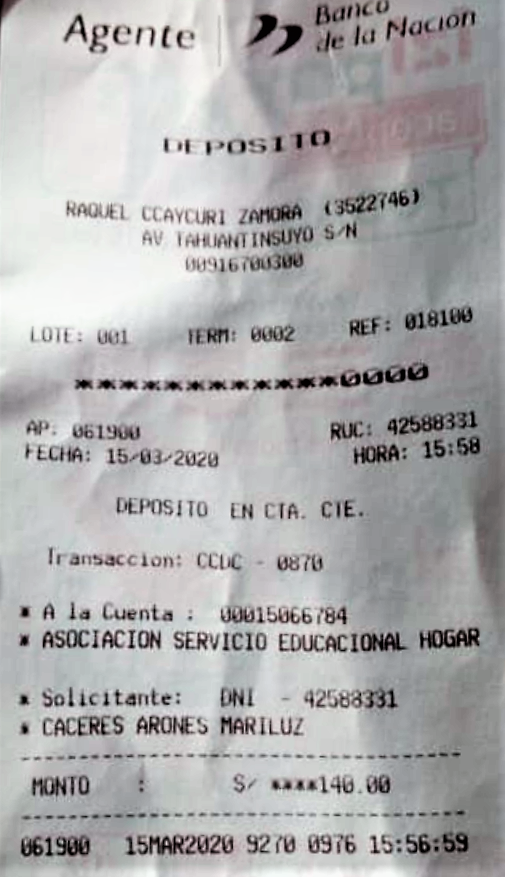 Agente Banco
de la Nación
DEPOSITO
RAQUEL CCAYCURI ZAMORA (3522746)
AV TAHUANTINSUYO S/N
00916700300
LOTE: 001 TERM: 0002 REF: 018100
************0000
AP: 061900 RUC: 42588331
FECHA: 15/03/2020 HORA: 15:58
DEPOSITO EN CTA. CTE.
Transaccion: CCDC - 0870
* A la Cuenta : 00015066784
* ASOCIACION SERVICIO EDUCACIONAL HOGAR
* Solicitante: DNI - 42588331
* CACERES ARONES MARILUZ
MONTO : S/ ****140.00
061900 15MAR2020 9270 0976 15:56:59